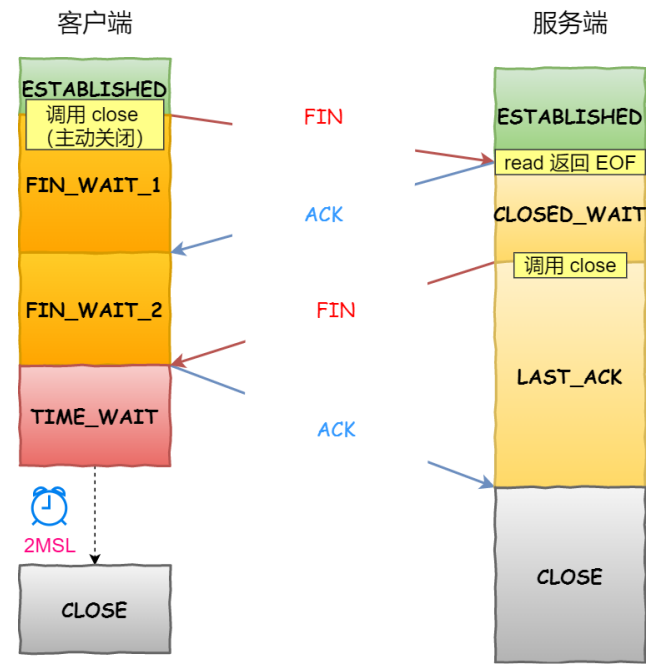 客户端
服务端
ESTABLISHED
调用 close
（主动关闭）
FIN
ESTABLISHED
read 返回 EOF
FIN_WAIT_1
ACK
CLOSED_WAIT
调用 close
FIN_WAIT_2
FIN
LAST_ACK
TIME_WAIT
ACK
2MSL
CLOSE
CLOSE